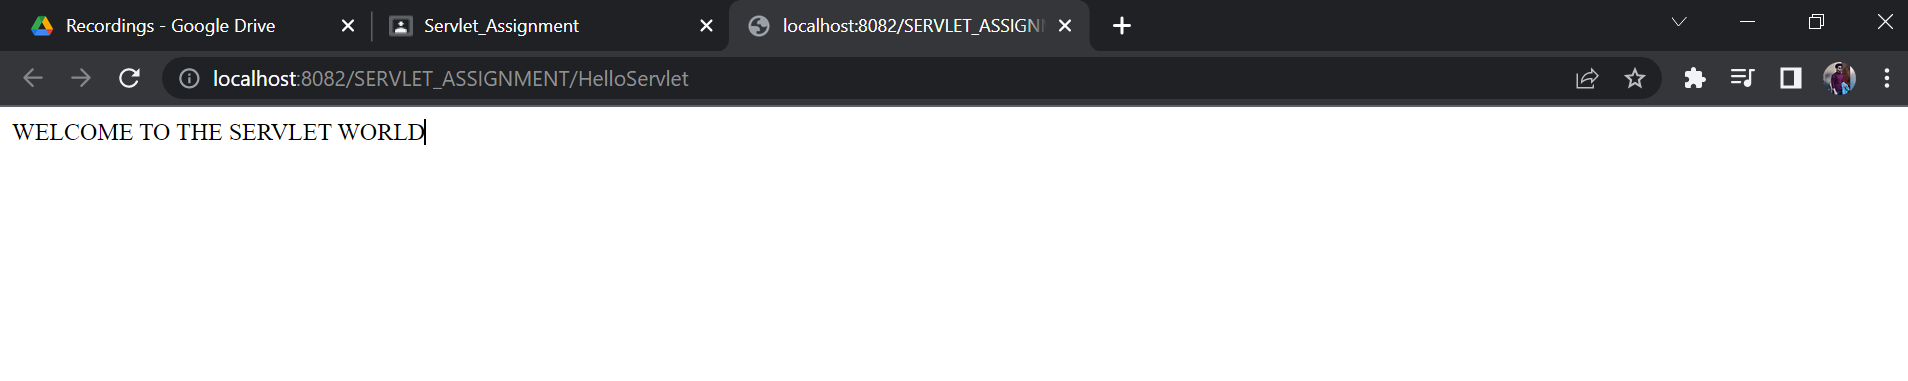 Recordings - Google Drive
Servlet_Assignment
localhost:8082/SERVLET_ASSIGN
localhost:8082/SERVLET_ASSIGNMENT/HelloServlet
WELCOME TO THE SERVLET WORLD